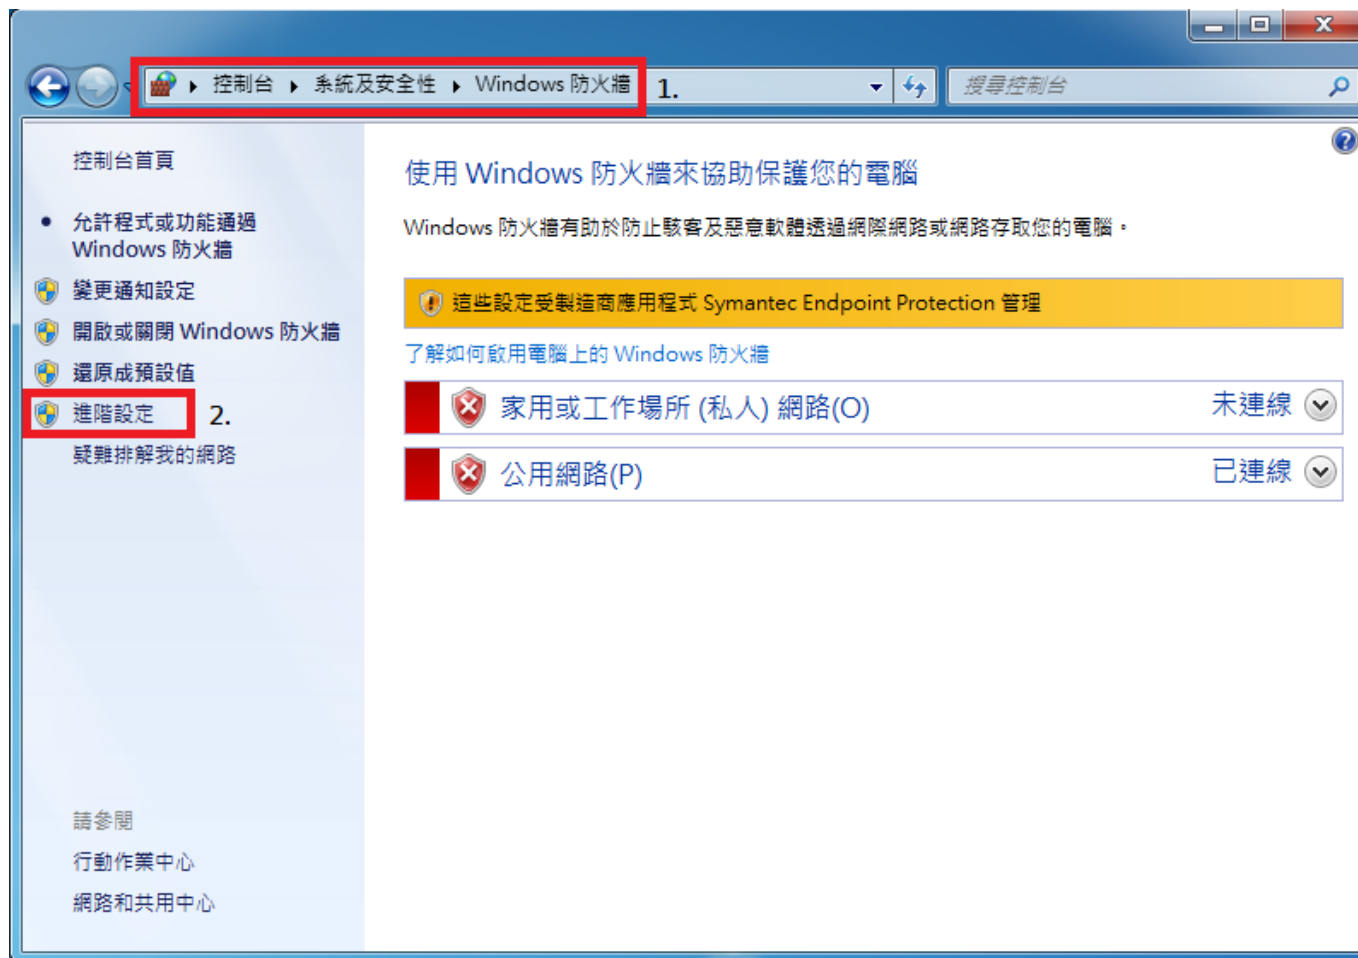 控制台 ▸ 系統及安全性 ▸ Windows 防火牆 1.
搜尋控制台
控制台首頁
使用 Windows 防火牆來協助保護您的電腦
允許程式或功能通過
Windows 防火牆
Windows 防火牆有助於防止駭客及惡意軟體透過網際網路或網路存取您的電腦。
變更通知設定
這些設定受製造商應用程式 Symantec Endpoint Protection 管理
開啟或關閉 Windows 防火牆
了解如何啟用電腦上的 Windows 防火牆
還原成預設值
進階設定 2.
家用或工作場所 (私人) 網路(O) 未連線
疑難排解我的網路
公用網路(P) 已連線
請參閱
行動作業中心
網路和共用中心